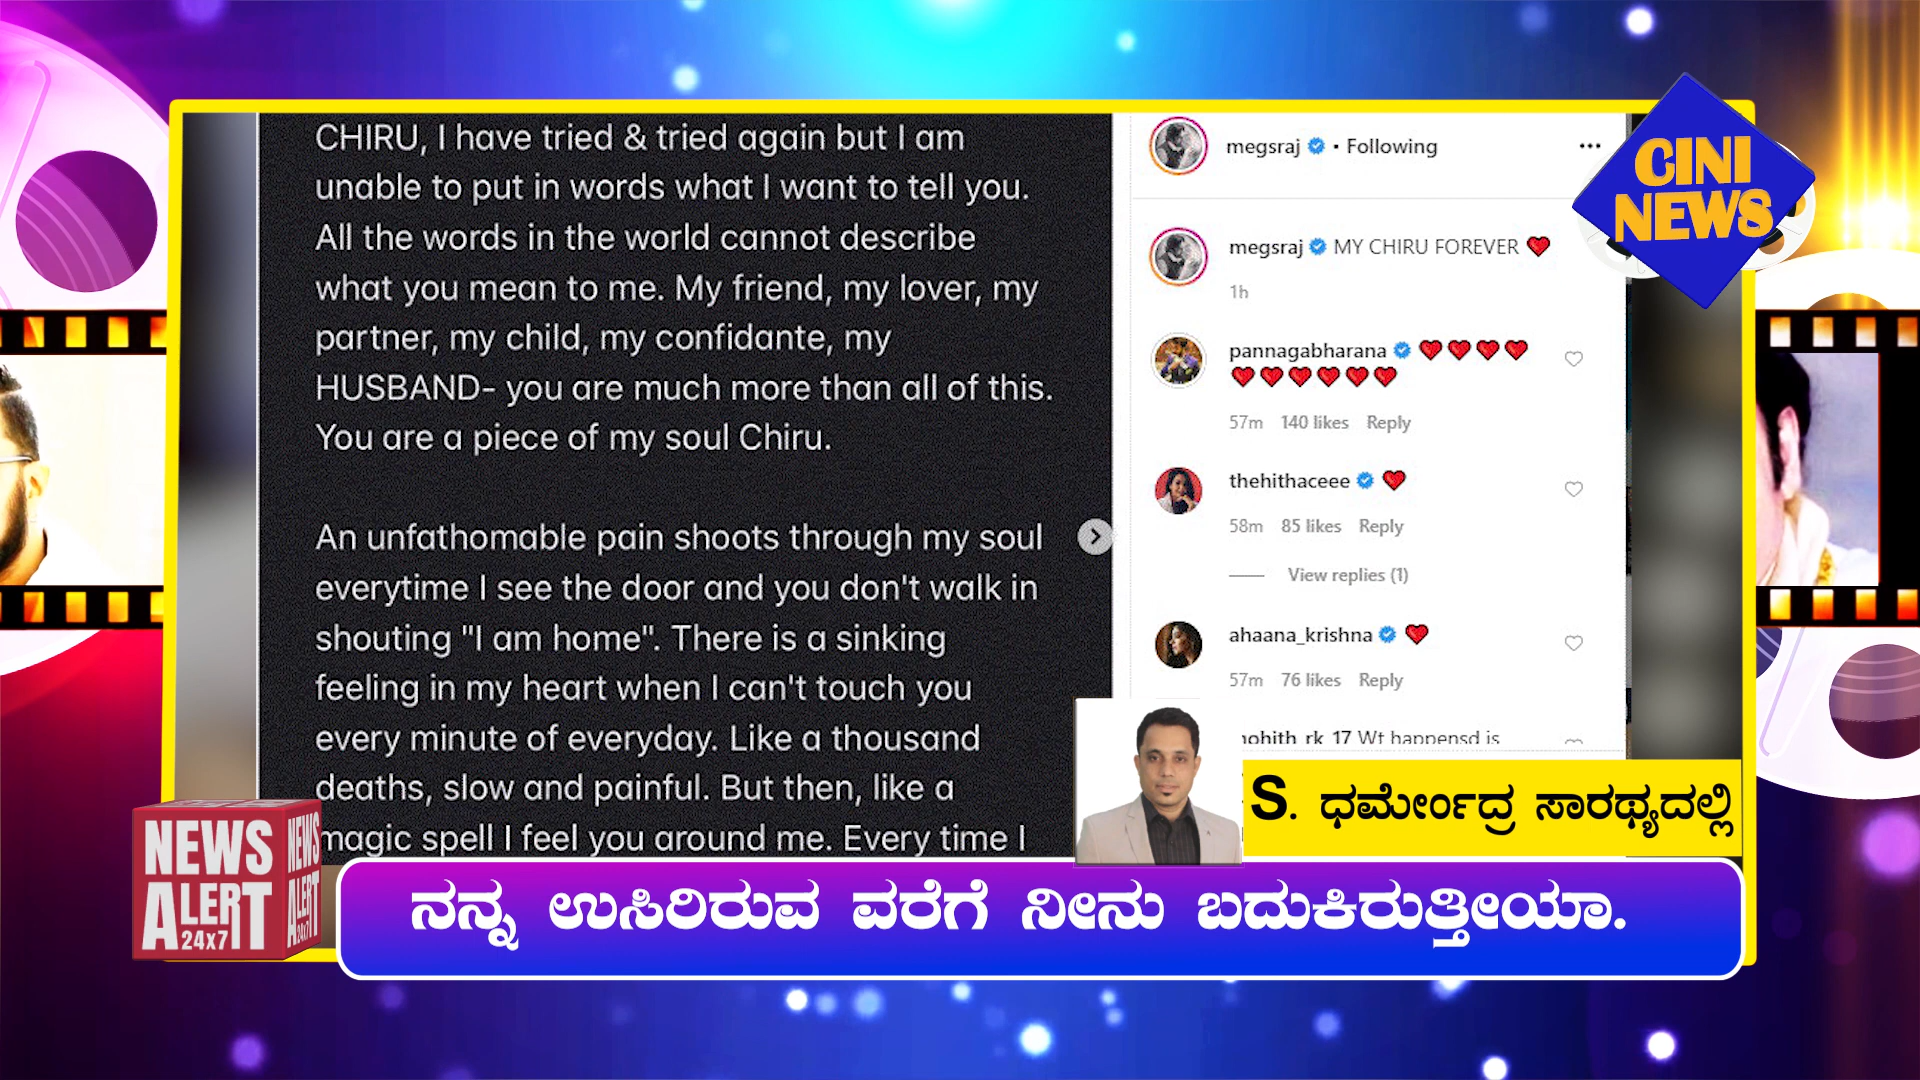 CHIRU, I have tried & tried again but I am
unable to put in words what I want to tell you.
All the words in the world cannot describe
what you mean to me. My friend, my lover, my
partner, my child, my confidante, my
HUSBAND- you are much more than all of this.
You are a piece of my soul Chiru.
An unfathomable pain shoots through my soul
everytime I see the door and you don't walk in
shouting "I am home". There is a sinking
feeling in my heart when I can't touch you
every minute of everyday. Like a thousand
deaths, slow and painful. But then, like a
magic spell I feel you around me. Every time I
megsraj • Following
megsraj MY CHIRU FOREVER ❤
1h
pannagabharana ❤❤❤❤
❤❤❤❤❤❤
57m 140 likes Reply
thehithaceee ❤
58m 85 likes Reply
View replies (1)
ahaana_krishna ❤
57m 76 likes Reply
mohith_rk_17 Wt happensd is
CINI
NEWS
S. ಧರ್ಮೇಂದ್ರ ಸಾರಥ್ಯದಲ್ಲಿ
NEWS
ALERT
24x7
NEWS
ALERT
24x7
ನನ್ನ ಉಸಿರಿರುವ ವರೆಗೆ ನೀನು ಬದುಕಿರುತ್ತೀಯಾ.